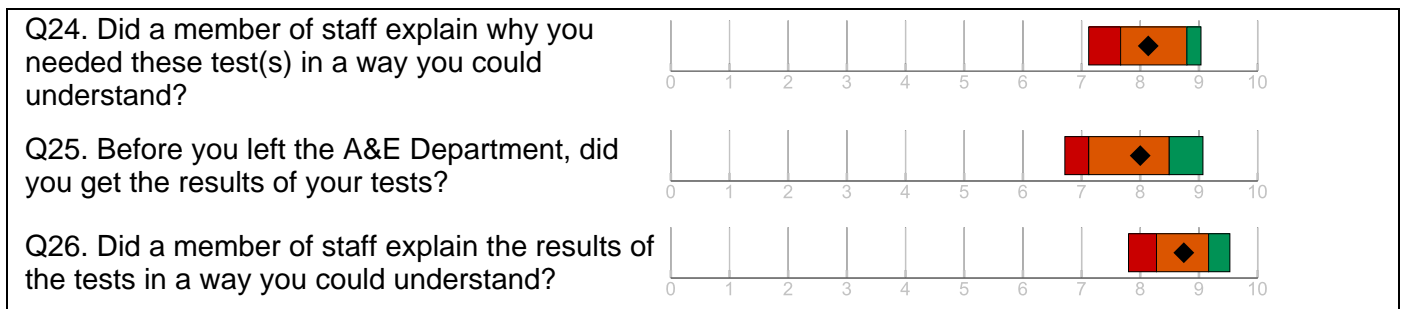 Q24. Did a member of staff explain why you
needed these test(s) in a way you could
understand?
0 1 2 3 4 5 6 7 8 9 10
Q25. Before you left the A&E Department, did
you get the results of your tests?
0 1 2 3 4 5 6 7 8 9 10
Q26. Did a member of staff explain the results of
the tests in a way you could understand?
0 1 2 3 4 5 6 7 8 9 10